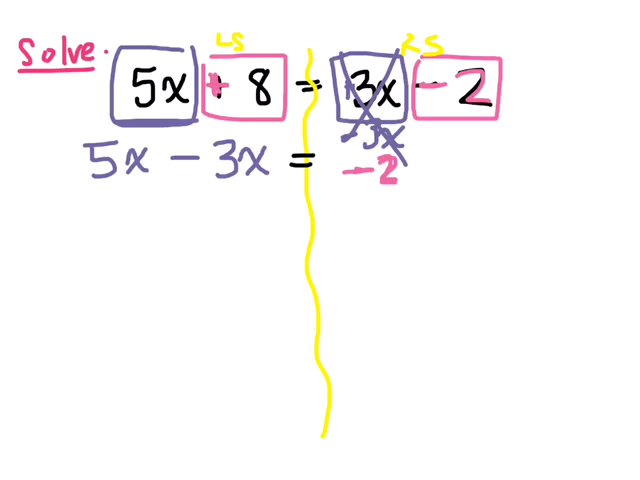 Solve.
LS RS
5x + 8 = 3x - 2
- 3x
5x - 3x = - 2